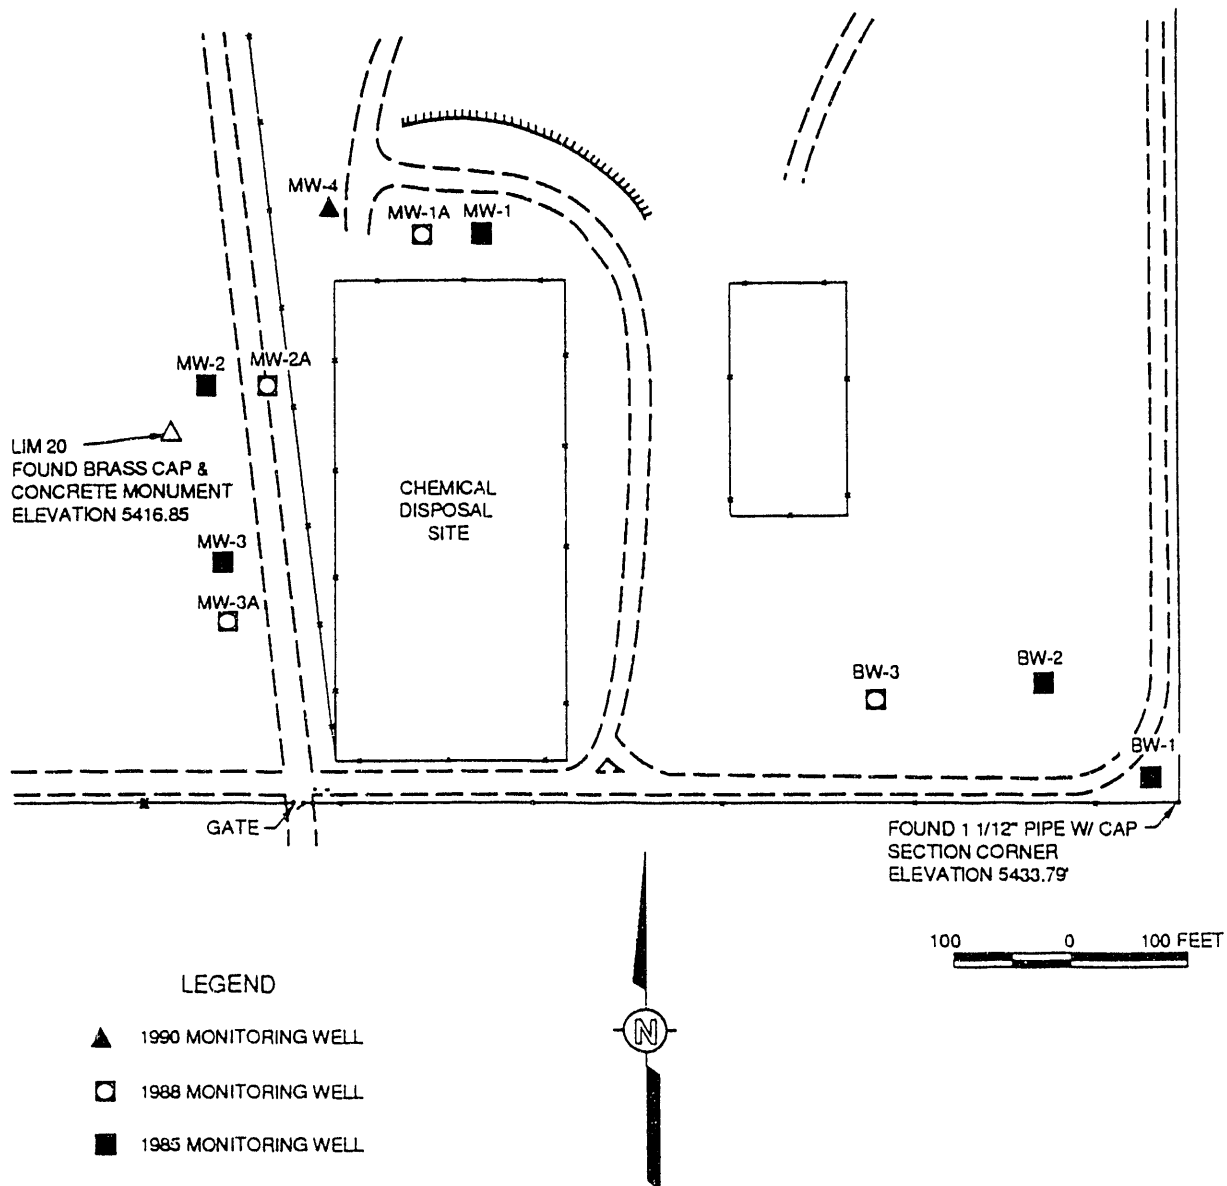 MW-4
MW-1A
MW-1
MW-2
MW-2A
LIM 20
FOUND BRASS CAP &
CONCRETE MONUMENT
ELEVATION 5416.85
CHEMICAL
DISPOSAL
SITE
MW-3
MW-3A
BW-3
BW-2
BW-1
GATE
FOUND 1 1/12" PIPE W/ CAP
SECTION CORNER
ELEVATION 5433.79'
100 0 100 FEET
LEGEND
1990 MONITORING WELL
N
1988 MONITORING WELL
1985 MONITORING WELL